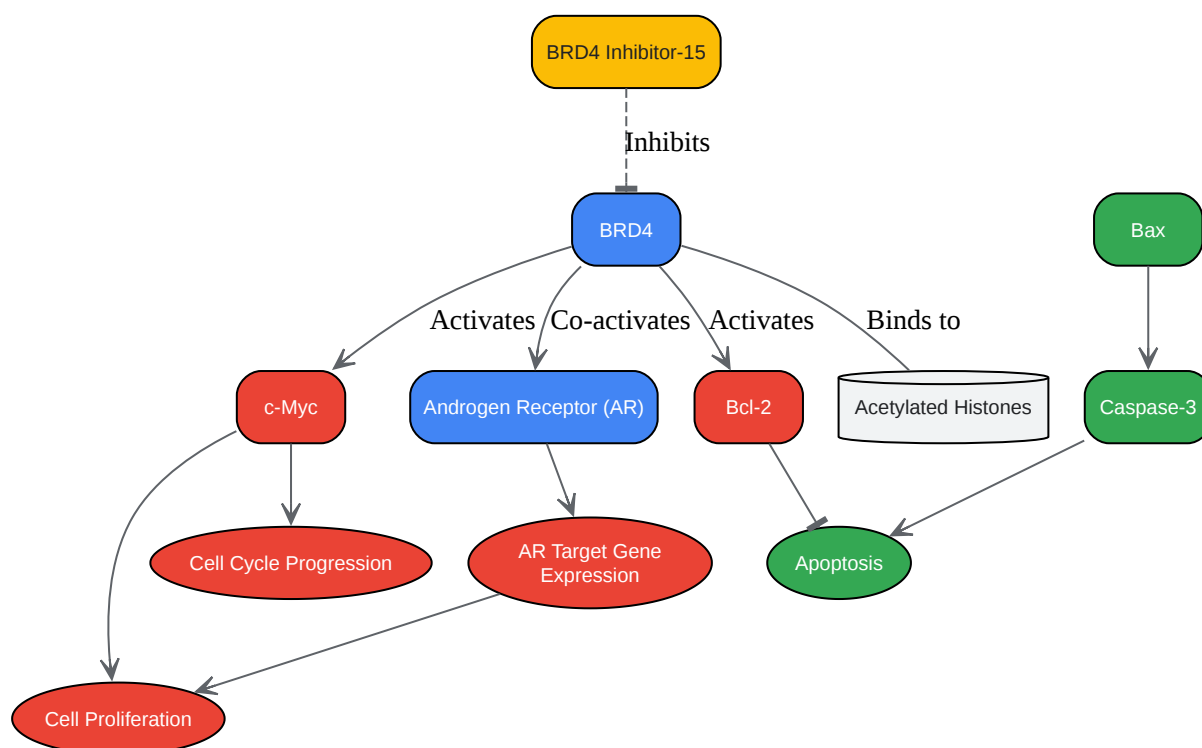 BRD4 Inhibitor-15
Inhibits
BRD4
Bax
Activates
Co-activates
Activates
Binds to
c-Myc
Androgen Receptor (AR)
Bcl-2
Acetylated Histones
Caspase-3
Cell Cycle Progression
AR Target Gene
Expression
Apoptosis
Cell Proliferation